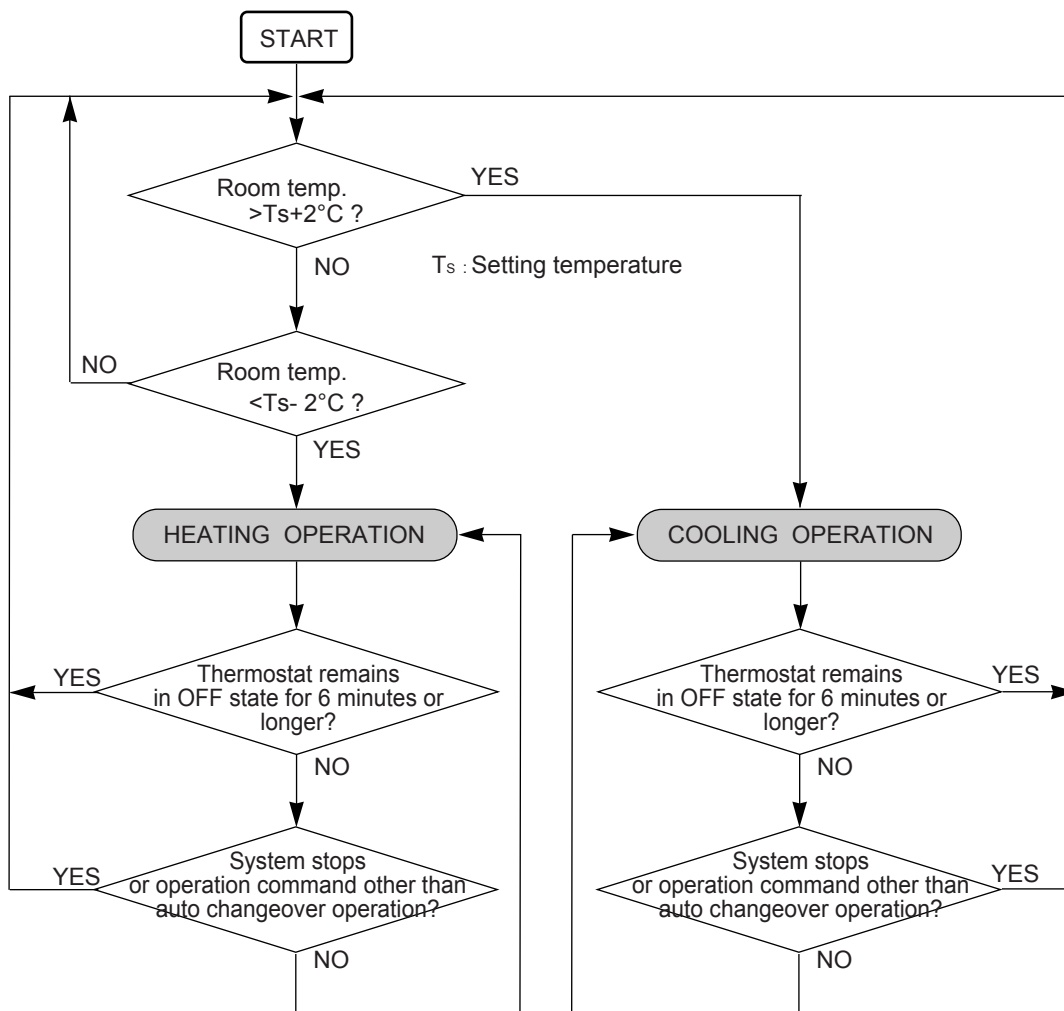 START
Room temp.
>Ts+2°C ?
YES
NO
Ts : Setting temperature
NO
Room temp.
<Ts- 2°C ?
YES
HEATING OPERATION
COOLING OPERATION
YES
Thermostat remains
in OFF state for 6 minutes or
longer?
NO
Thermostat remains
in OFF state for 6 minutes or
longer?
YES
NO
YES
System stops
or operation command other than
auto changeover operation?
NO
System stops
or operation command other than
auto changeover operation?
YES
NO